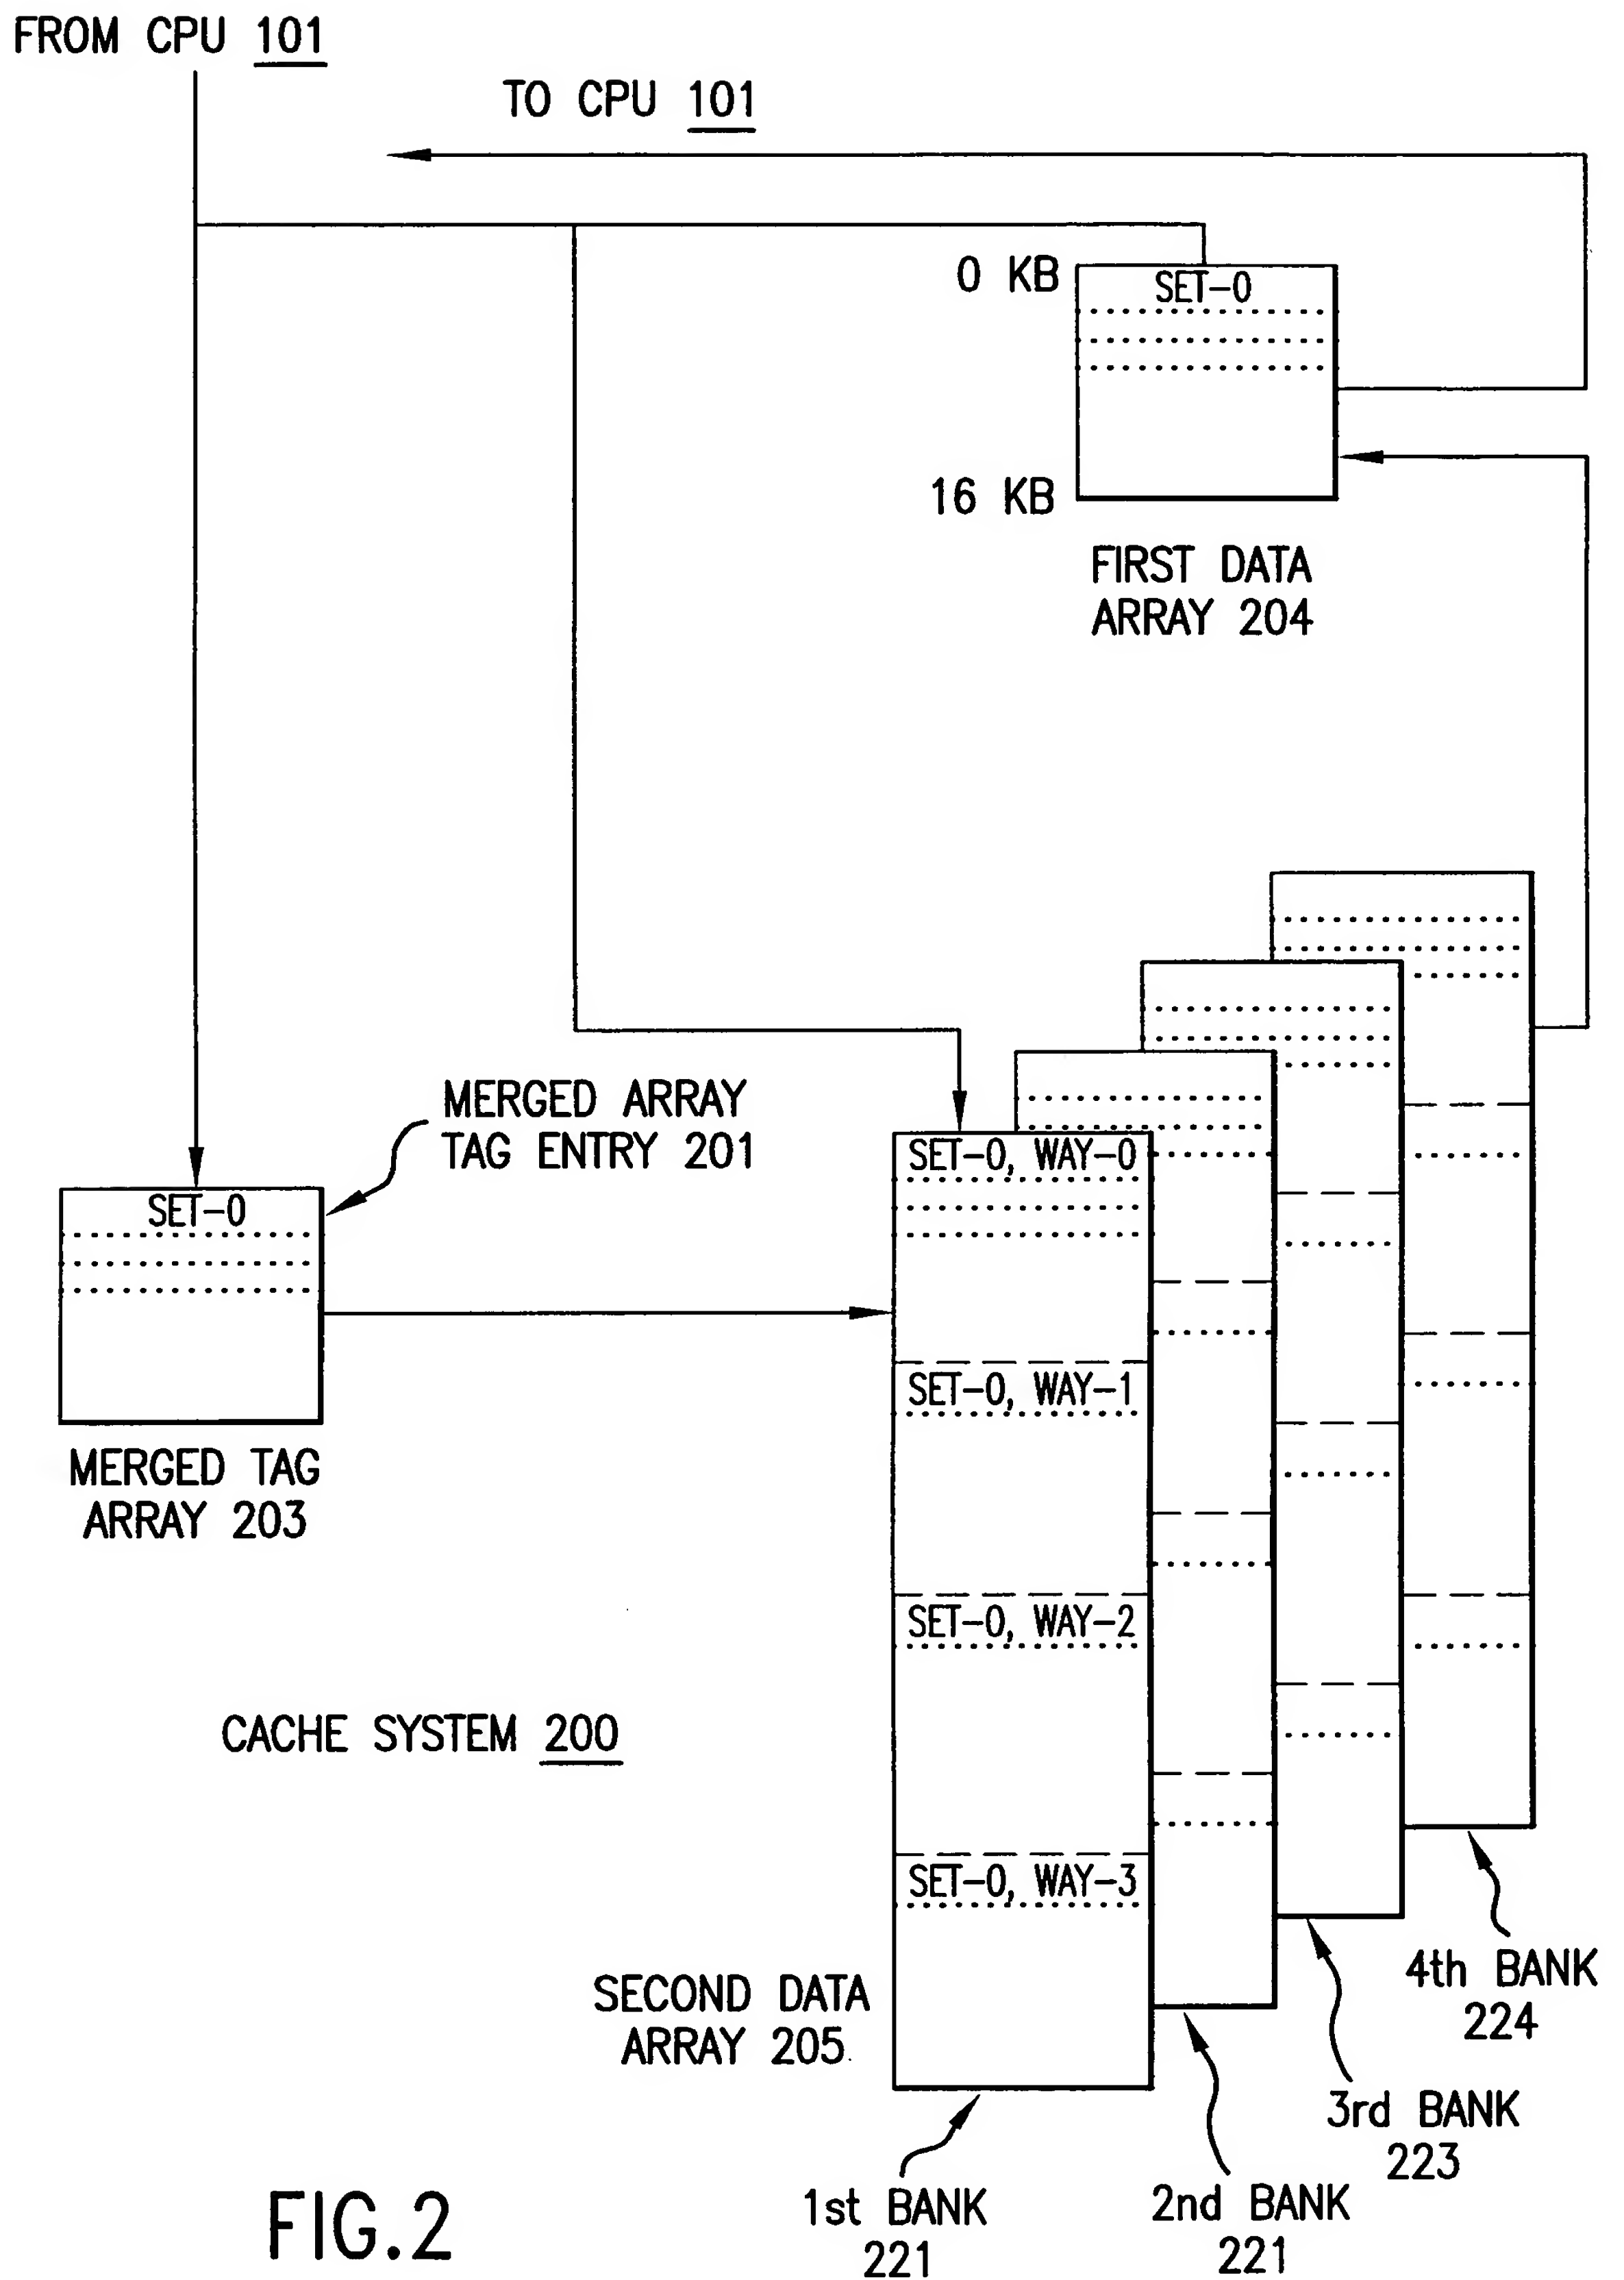 FROM CPU 101
TO CPU 101
0 KB
SET-0
16 KB
FIRST DATA
ARRAY 204
MERGED ARRAY
TAG ENTRY 201
SET-0
MERGED TAG
ARRAY 203
SET-0, WAY-0
SET-0, WAY-1
SET-0, WAY-2
SET-0, WAY-3
CACHE SYSTEM 200
SECOND DATA
ARRAY 205
4th BANK
224
3rd BANK
223
2nd BANK
221
1st BANK
221
FIG.2